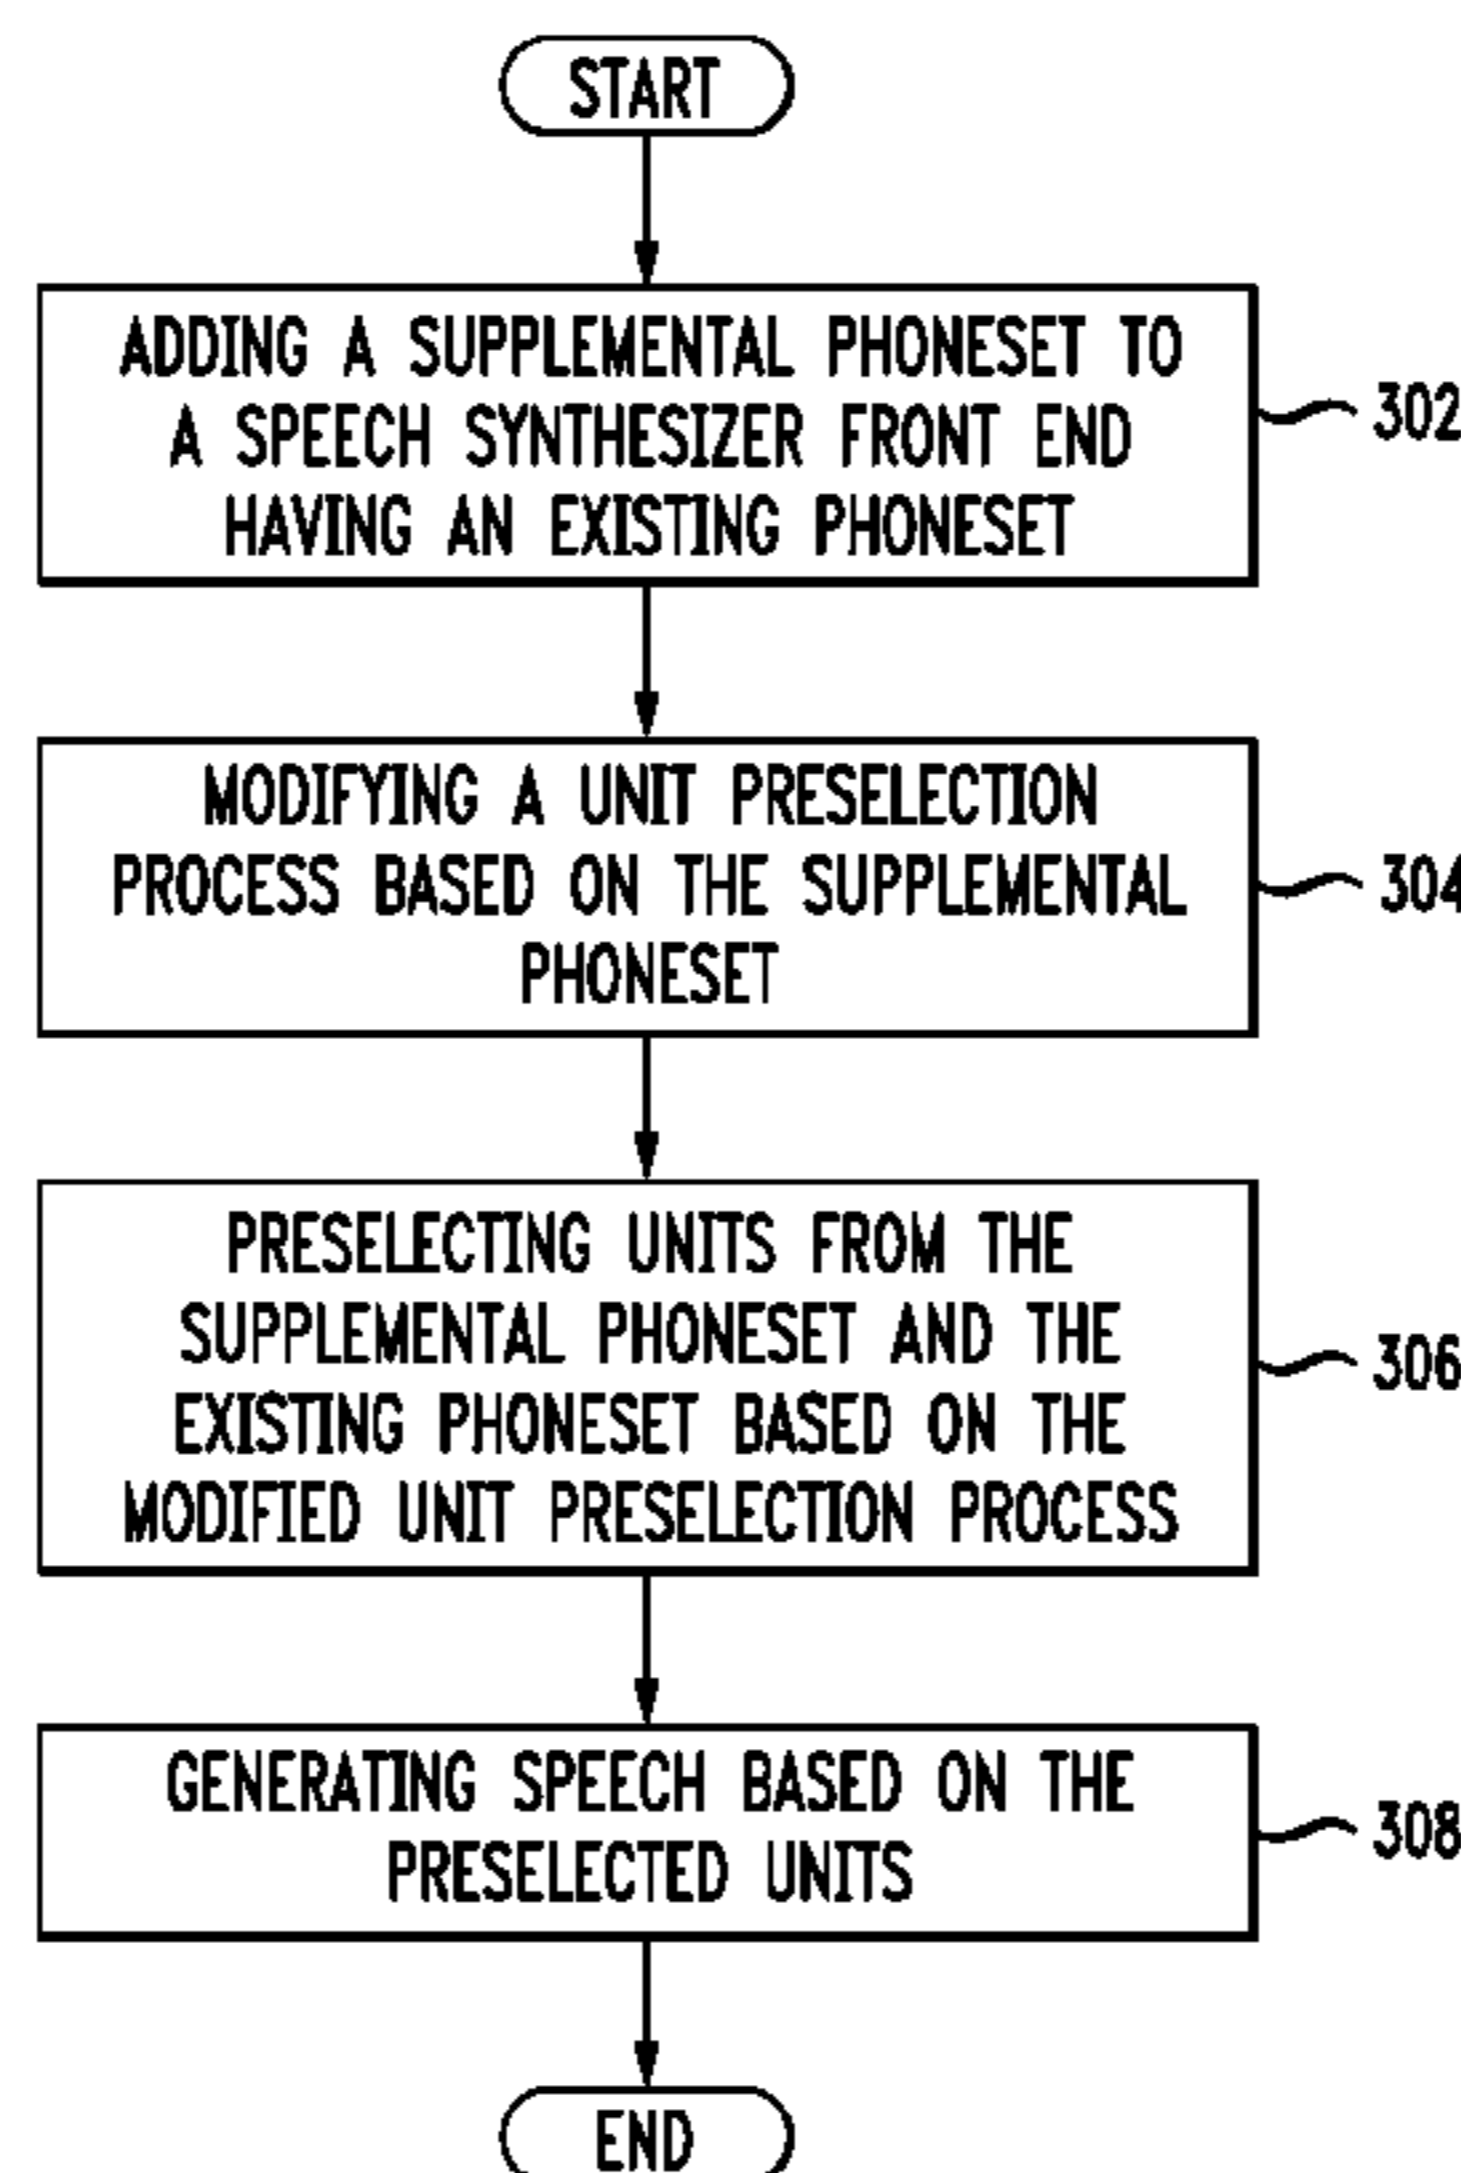 START
ADDING A SUPPLEMENTAL PHONESET TO
A SPEECH SYNTHESIZER FRONT END
HAVING AN EXISTING PHONESET
302
MODIFYING A UNIT PRESELECTION
PROCESS BASED ON THE SUPPLEMENTAL
PHONESET
304
PRESELECTING UNITS FROM THE
SUPPLEMENTAL PHONESET AND THE
EXISTING PHONESET BASED ON THE
MODIFIED UNIT PRESELECTION PROCESS
306
GENERATING SPEECH BASED ON THE
PRESELECTED UNITS
308
END